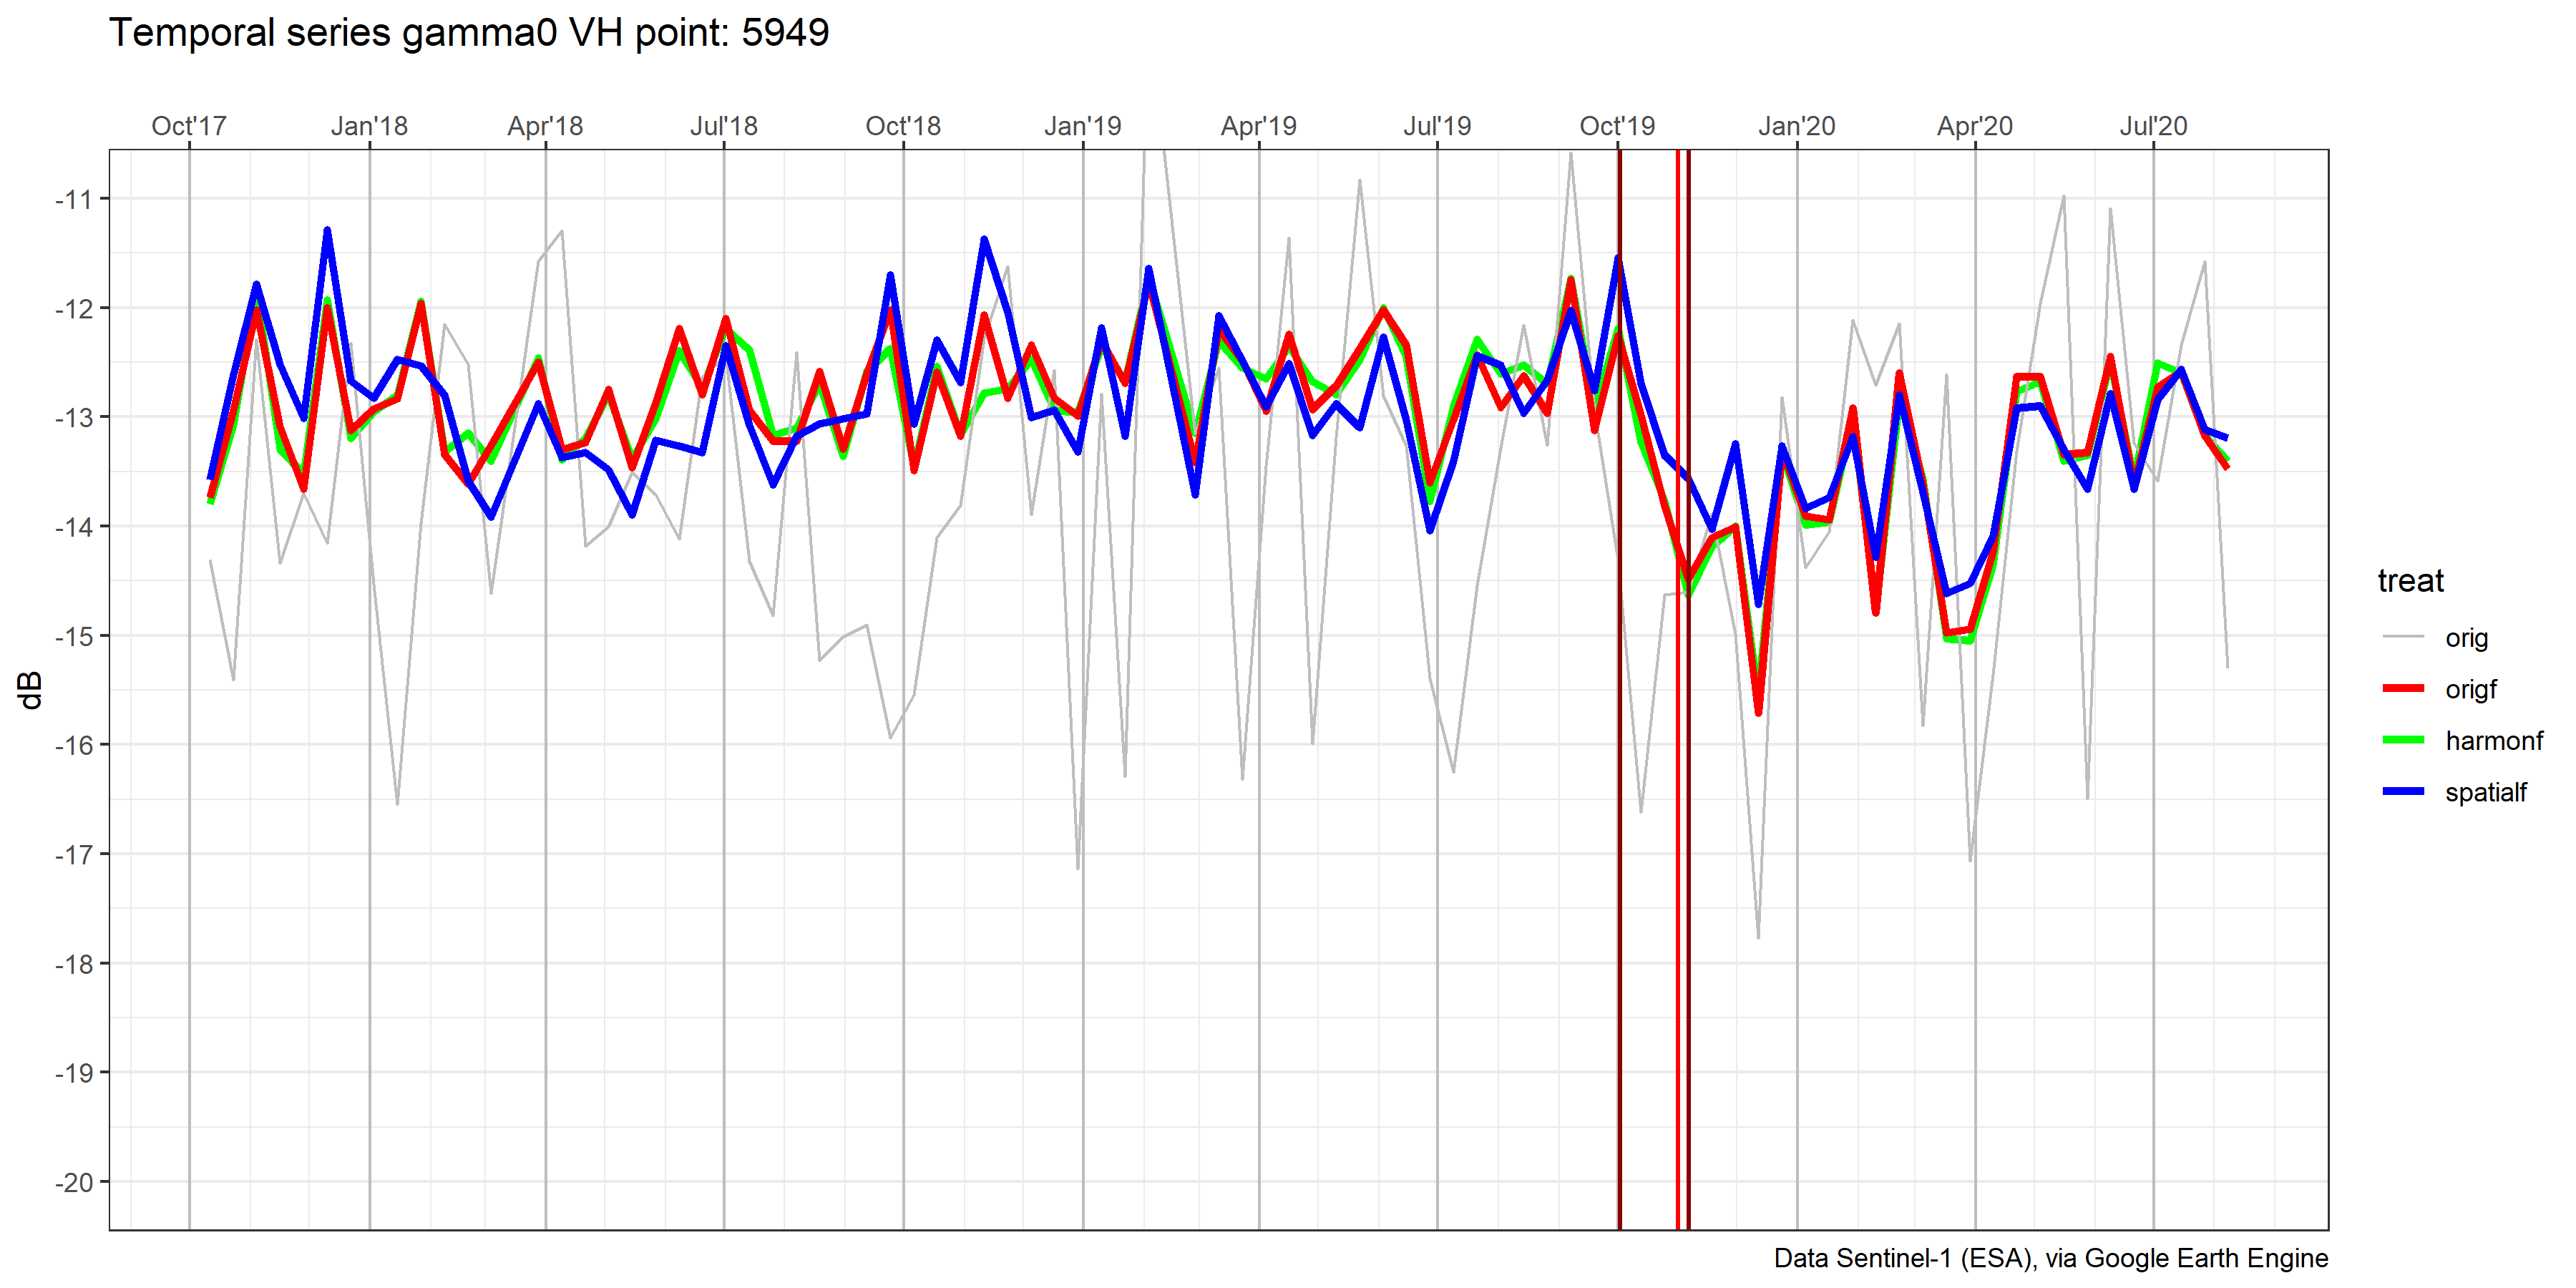 Temporal series gamma0 VH point: 5949
Oct'17 Jan'18 Apr'18 Jul'18 Oct'18 Jan'19 Apr'19 Jul'19 Oct'19 Jan'20 Apr'20 Jul'20
-11
-12
-13
-14
-15
-16
-17
-18
-19
-20
dB
treat
orig
origf
harmonf
spatialf
Data Sentinel-1 (ESA), via Google Earth Engine